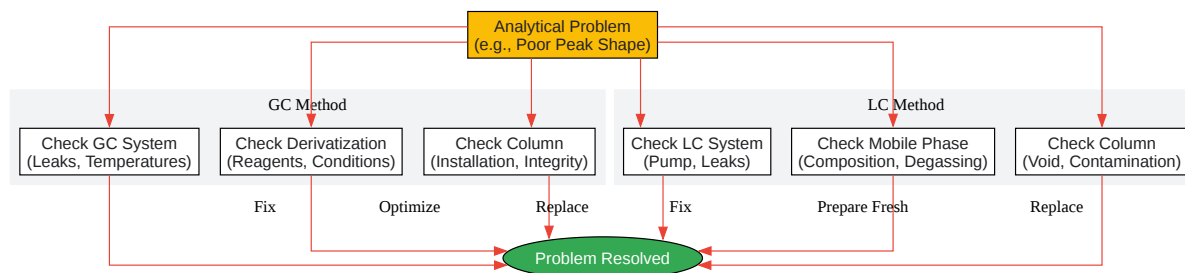 Analytical Problem
(e.g., Poor Peak Shape)
GC Method
LC Method
Check GC System
(Leaks, Temperatures)
Check Derivatization
(Reagents, Conditions)
Check Column
(Installation, Integrity)
Check LC System
(Pump, Leaks)
Check Mobile Phase
(Composition, Degassing)
Check Column
(Void, Contamination)
Fix
Optimize
Replace
Fix
Prepare Fresh
Replace
Problem Resolved